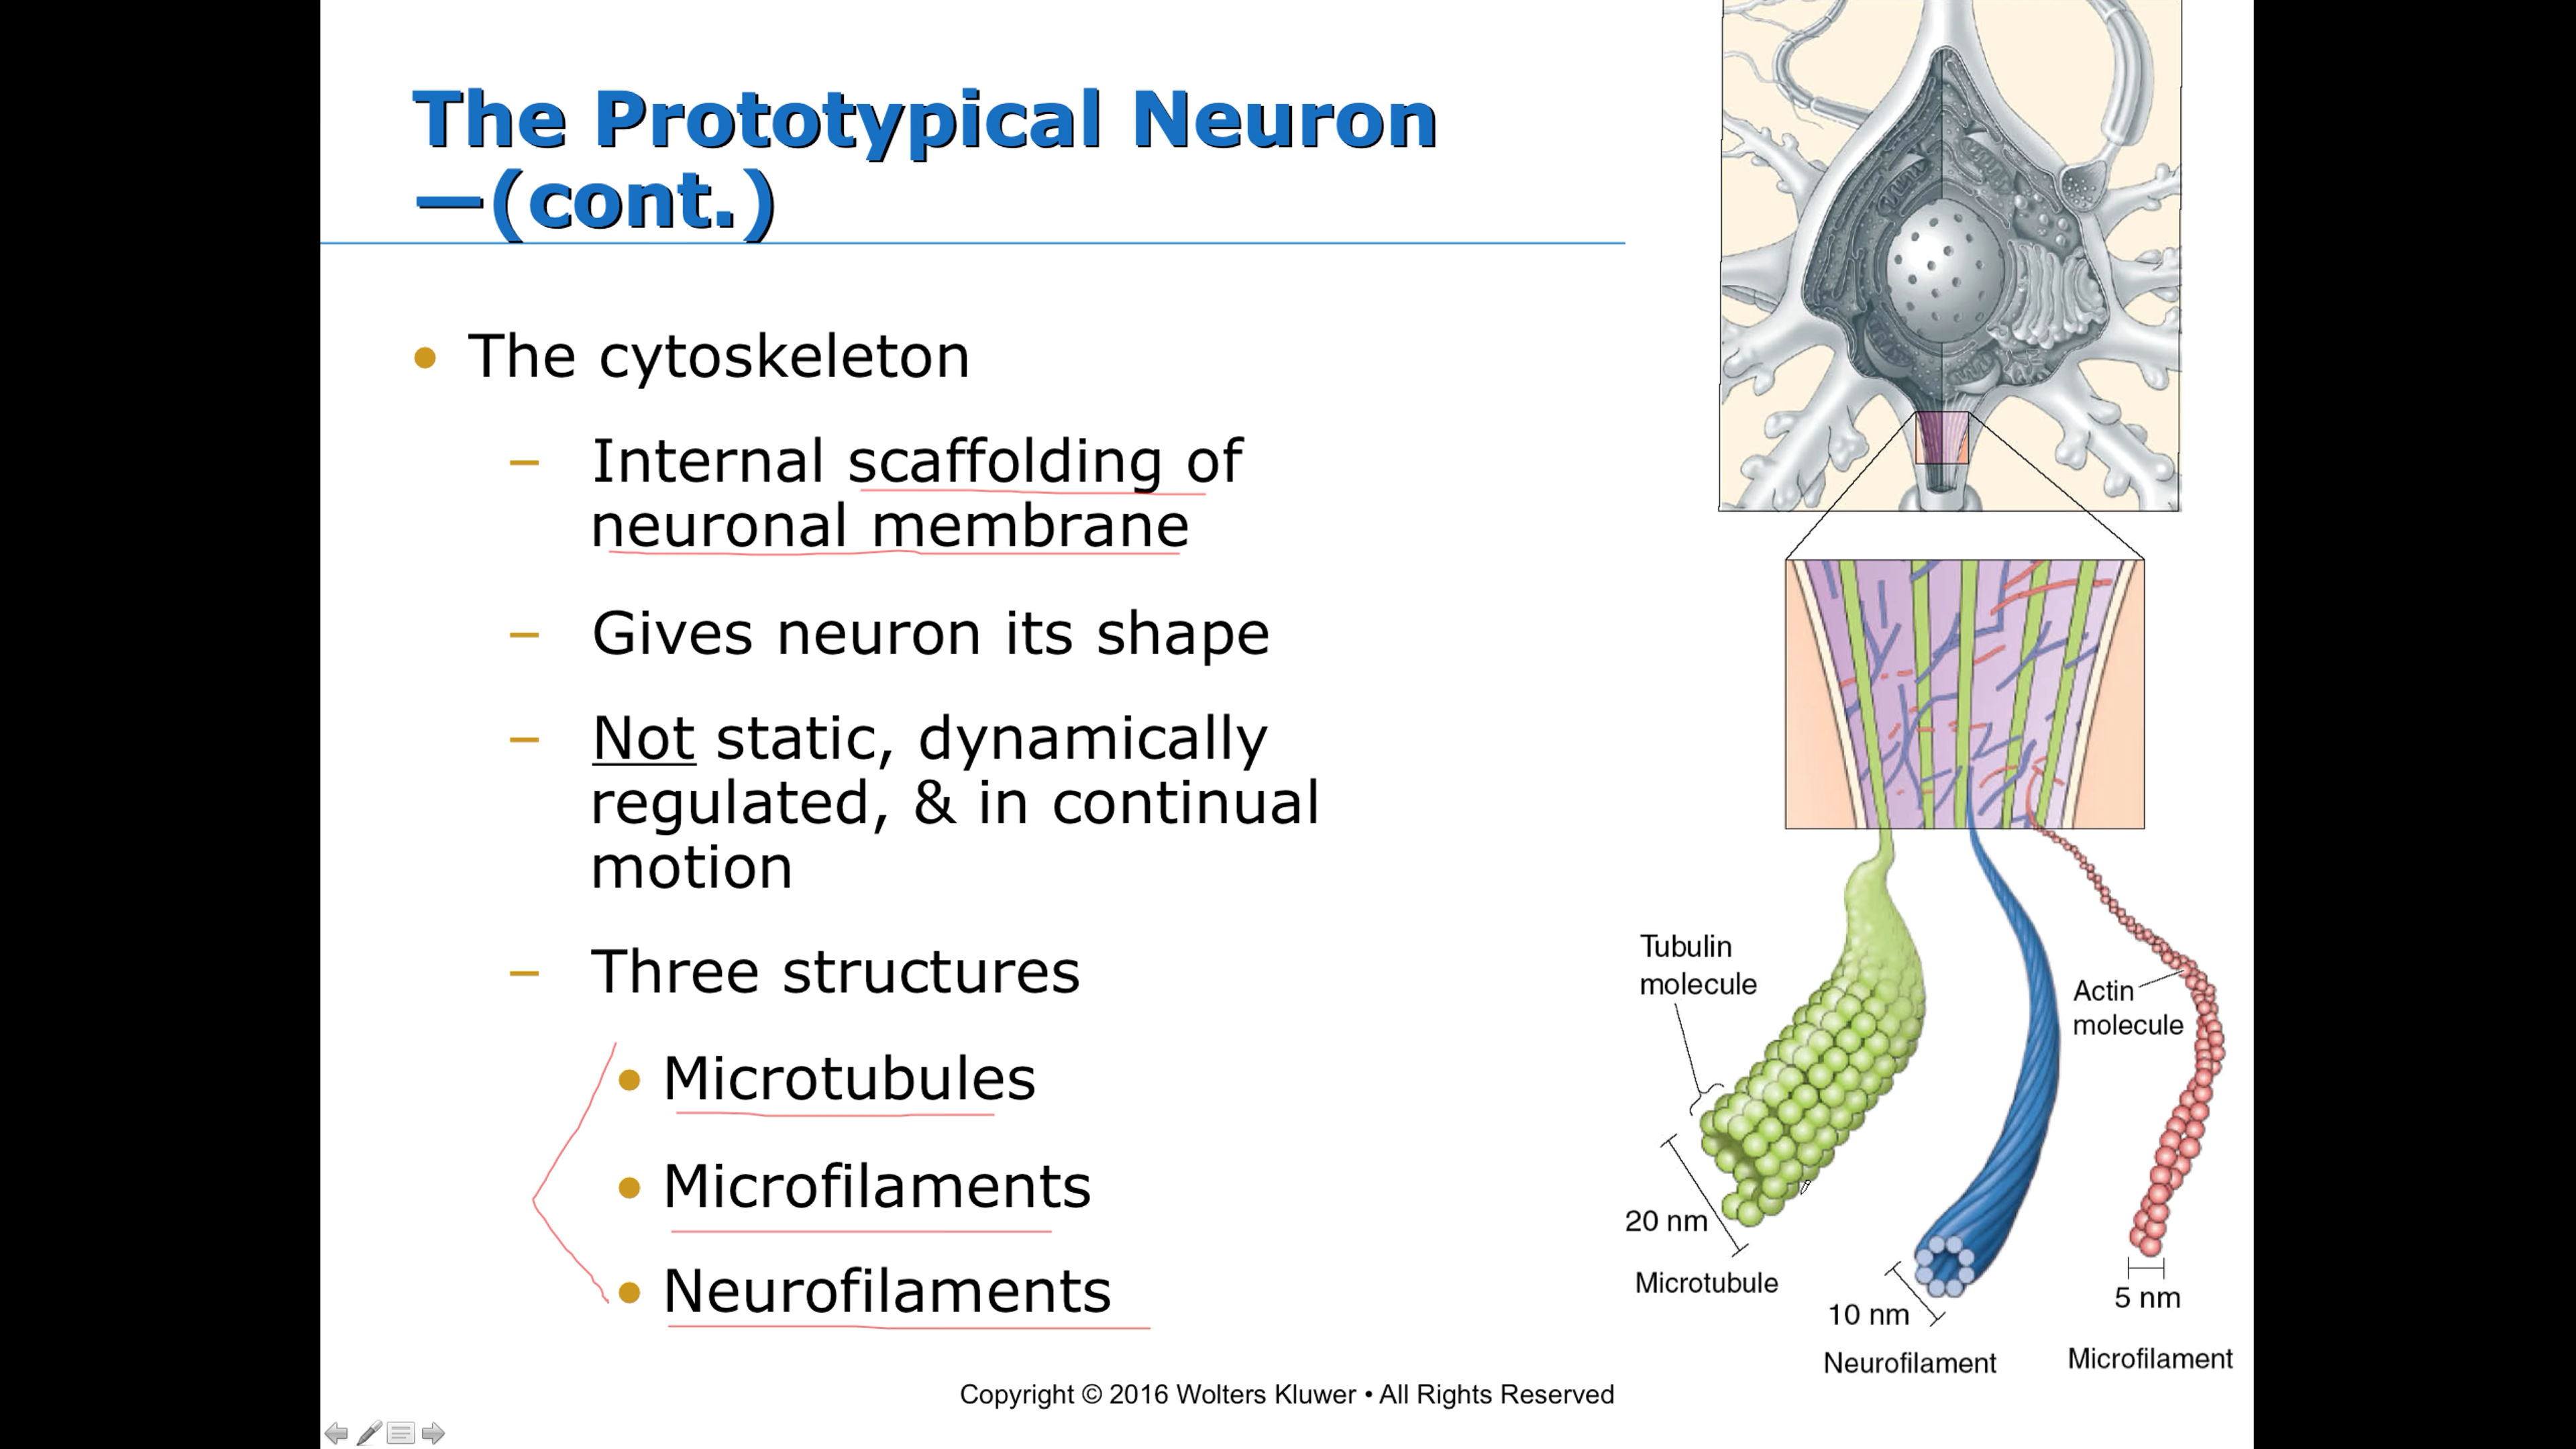 The Prototypical Neuron
—(cont.)
• The cytoskeleton
– Internal scaffolding of
neuronal membrane
– Gives neuron its shape
– Not static, dynamically
regulated, & in continual
motion
– Three structures
• Microtubules
• Microfilaments
• Neurofilaments
Tubulin
molecule
Actin
molecule
20 nm
Microtubule
10 nm
Neurofilament
5 nm
Microfilament
Copyright © 2016 Wolters Kluwer • All Rights Reserved